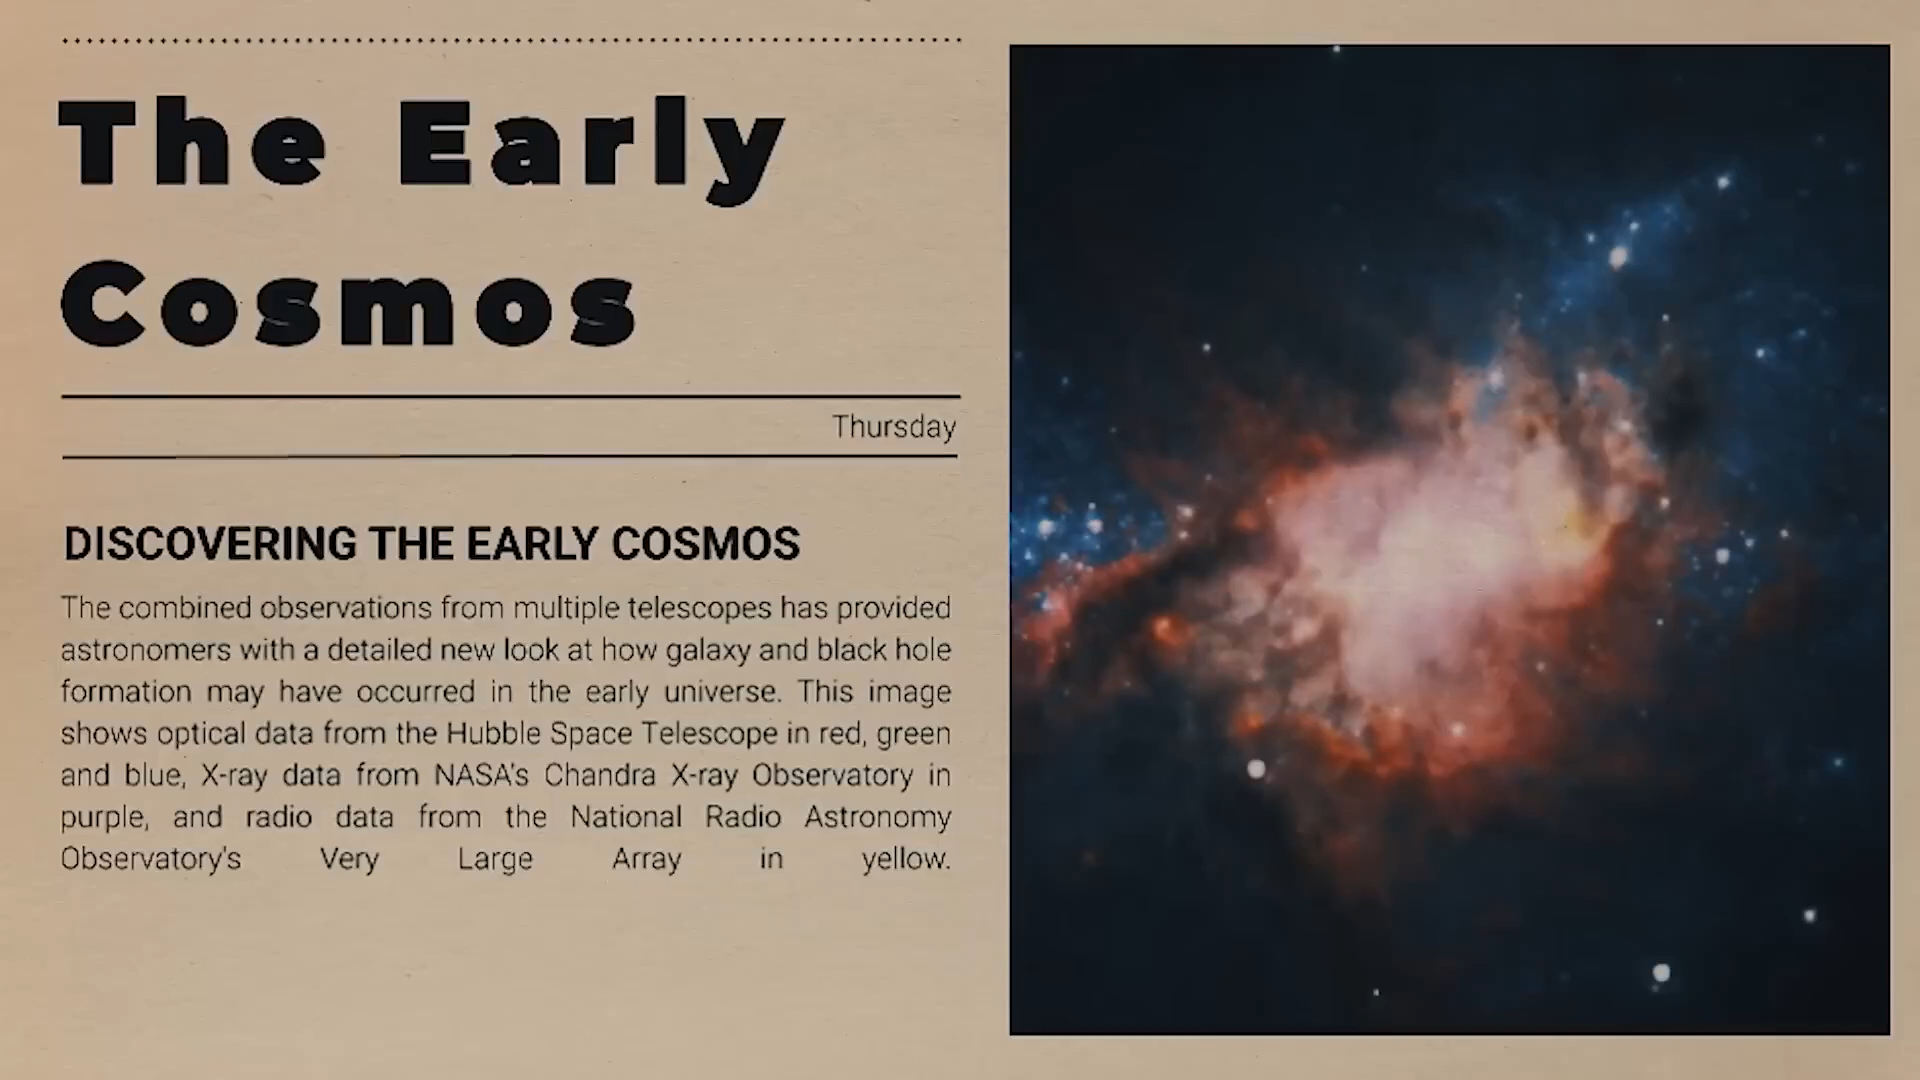 The Early
Cosmos
Thursday
DISCOVERING THE EARLY COSMOS
The combined observations from multiple telescopes has provided
astronomers with a detailed new look at how galaxy and black hole
formation may have occurred in the early universe. This image
shows optical data from the Hubble Space Telescope in red, green
and blue, X-ray data from NASA's Chandra X-ray Observatory in
purple, and radio data from the National Radio Astronomy
Observatory's Very Large Array in yellow.